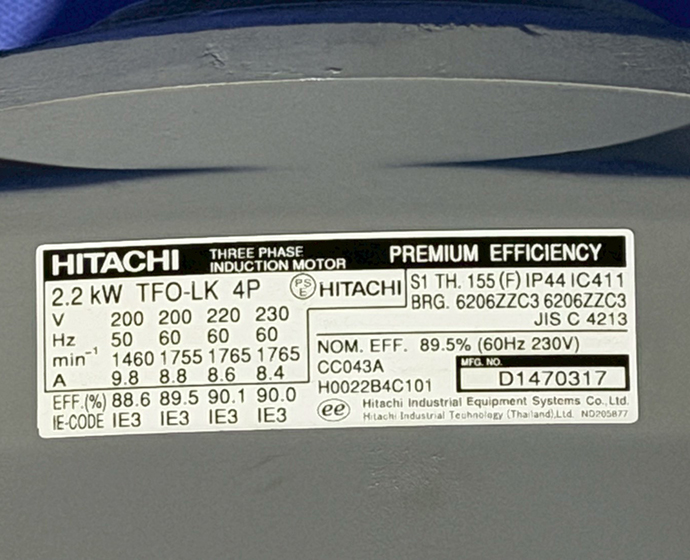 HITACHI THREE PHASE INDUCTION MOTOR PREMIUM EFFICIENCY
2.2 kW TFO-LK 4P PSE HITACHI
V 200 200 220 230
Hz 50 60 60 60
min⁻¹ 1460 1755 1765 1765
A 9.8 8.8 8.6 8.4
EFF.(%) 88.6 89.5 90.1 90.0
IE-CODE IE3 IE3 IE3 IE3
S1 TH. 155 (F) IP44 IC411
BRG. 6206ZZC3 6206ZZC3
JIS C 4213
NOM. EFF. 89.5% (60Hz 230V)
CC043A
H0022B4C101
MFG. NO.
D1470317
ee
Hitachi Industrial Equipment Systems Co.,Ltd.
Hitachi Industrial Technology (Thailand),Ltd. ND205877